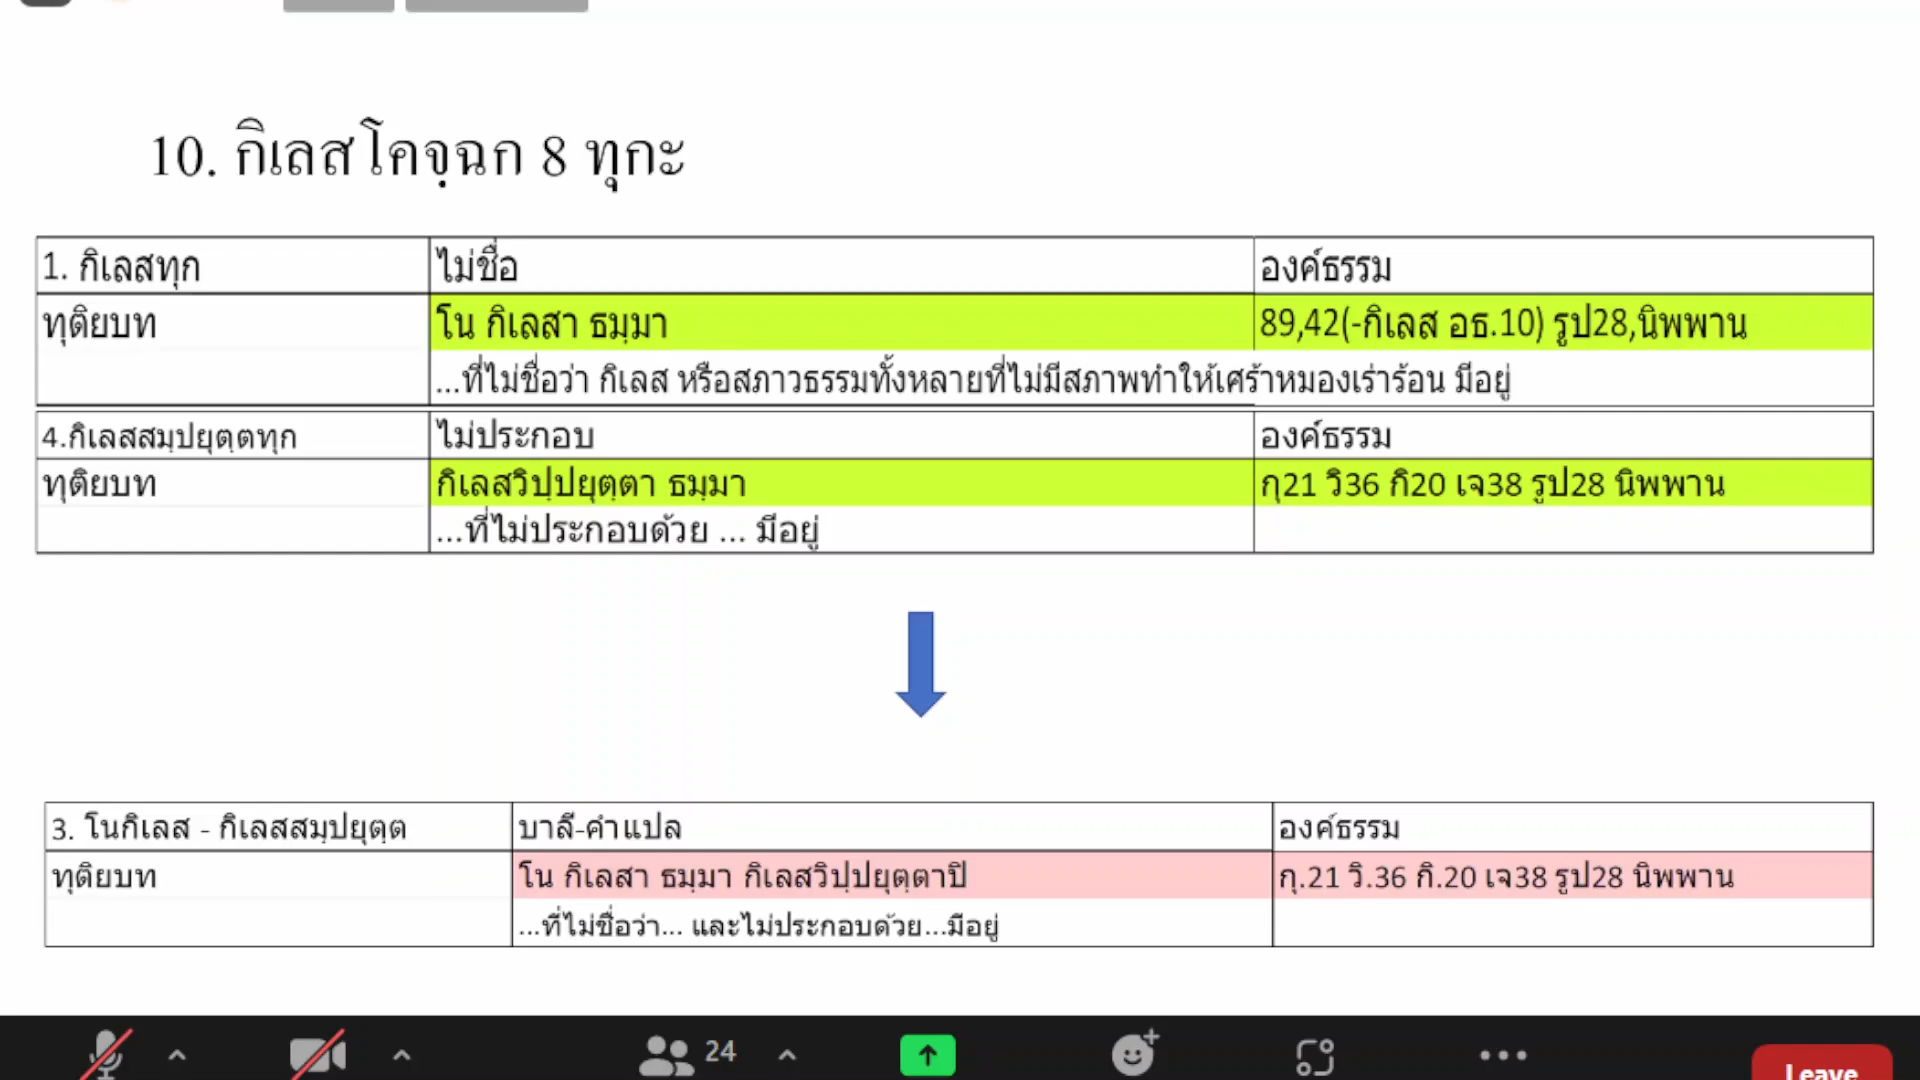 10. กิเลสโคจฺฉก 8 ทุกะ
1. กิเลสทุก ไม่ชื่อ องค์ธรรม
ทุติยบท โน กิเลสา ธมฺมา 89,42(-กิเลส อธ.10) รูป28,นิพพาน
...ที่ไม่ชื่อว่า กิเลส หรือสภาวธรรมทั้งหลายที่ไม่มีสภาพทำให้เศร้าหมองเร่าร้อน มีอยู่
4.กิเลสสมฺปยุตฺตทุก ไม่ประกอบ องค์ธรรม
ทุติยบท กิเลสวิปฺปยุตฺตา ธมฺมา กุ21 วิ36 กิ20 เจ38 รูป28 นิพพาน
...ที่ไม่ประกอบด้วย ... มีอยู่
3. โนกิเลส - กิเลสสมฺปยุตฺต บาลี-คำแปล องค์ธรรม
ทุติยบท โน กิเลสา ธมฺมา กิเลสวิปฺปยุตฺตาปิ กุ.21 วิ.36 กิ.20 เจ38 รูป28 นิพพาน
...ที่ไม่ชื่อว่า... และไม่ประกอบด้วย...มีอยู่
24
Leave